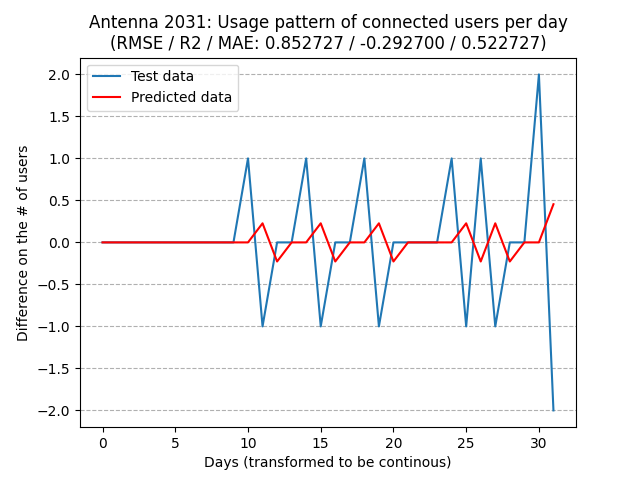 Antenna 2031: Usage pattern of connected users per day
(RMSE / R2 / MAE: 0.852727 / -0.292700 / 0.522727)
Test data
Predicted data
2.0
1.5
1.0
0.5
0.0
−0.5
−1.0
−1.5
−2.0
Difference on the # of users
0 5 10 15 20 25 30
Days (transformed to be continous)